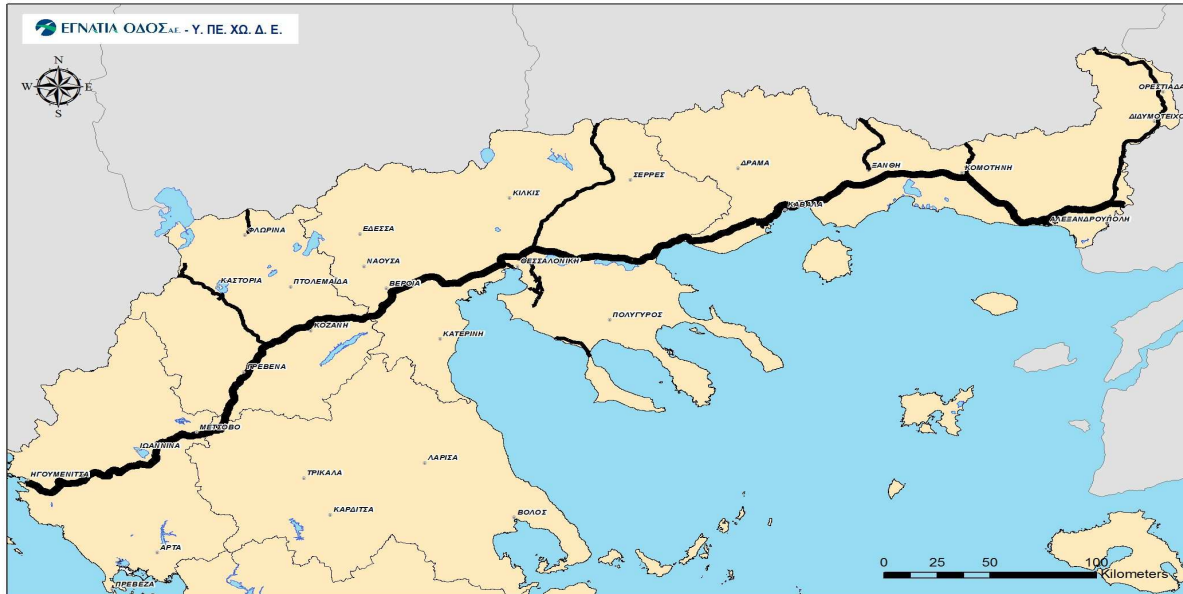 ΕΓΝΑΤΙΑ ΟΔΟΣ Α.Ε. - Υ. ΠΕ. ΧΩ. Δ. Ε.
N
W E
S
ΟΡΕΣΤΙΑΔΑ
ΔΙΔΥΜΟΤΕΙΧΟ
ΔΡΑΜΑ
ΞΑΝΘΗ
ΚΟΜΟΤΗΝΗ
ΣΕΡΡΕΣ
ΚΙΛΚΙΣ
ΚΑΒΑΛΑ
ΑΛΕΞΑΝΔΡΟΥΠΟΛΗ
ΦΛΩΡΙΝΑ
ΕΔΕΣΣΑ
ΝΑΟΥΣΑ
ΘΕΣΣΑΛΟΝΙΚΗ
ΚΑΣΤΟΡΙΑ
ΠΤΟΛΕΜΑΪΔΑ
ΒΕΡΟΙΑ
ΠΟΛΥΓΥΡΟΣ
ΚΟΖΑΝΗ
ΚΑΤΕΡΙΝΗ
ΓΡΕΒΕΝΑ
ΜΕΤΣΟΒΟ
ΙΩΑΝΝΙΝΑ
ΗΓΟΥΜΕΝΙΤΣΑ
ΛΑΡΙΣΑ
ΤΡΙΚΑΛΑ
ΚΑΡΔΙΤΣΑ
ΒΟΛΟΣ
ΑΡΤΑ
ΠΡΕΒΕΖΑ
0 25 50 100
Kilometers